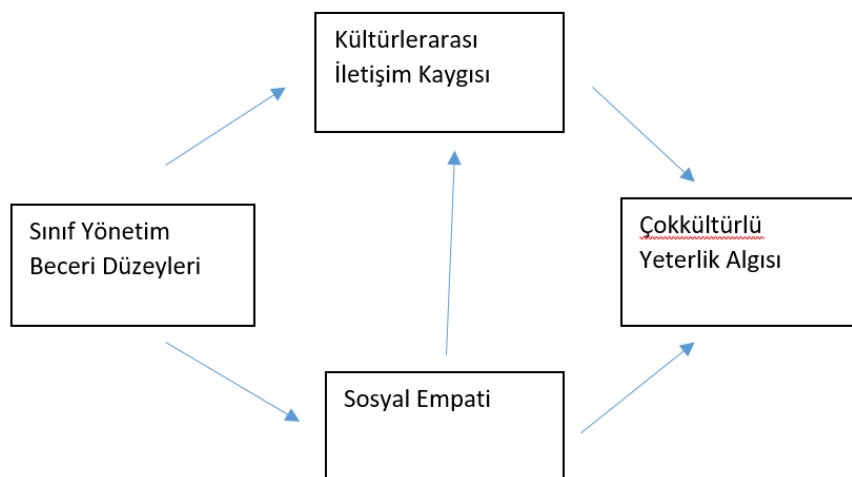 Kültürlerarası
İletişim Kaygısı
Sınıf Yönetim
Beceri Düzeyleri
Çokkültürlü
Yeterlik Algısı
Sosyal Empati